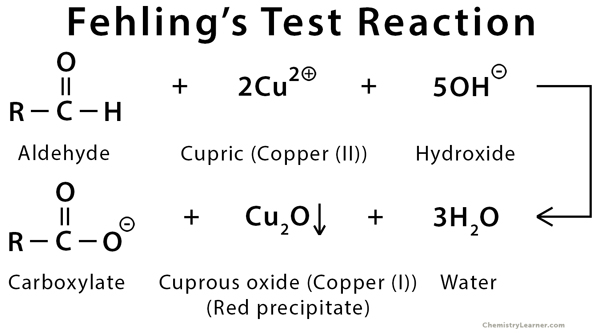 Fehling's Test Reaction
O
||
R – C – H + 2Cu²⊕ + 5OH⊖
Aldehyde Cupric (Copper (II)) Hydroxide
O
||
R – C – O⊖ + Cu₂O↓ + 3H₂O
Carboxylate Cuprous oxide (Copper (I)) Water
(Red precipitate)
ChemistryLearner.com